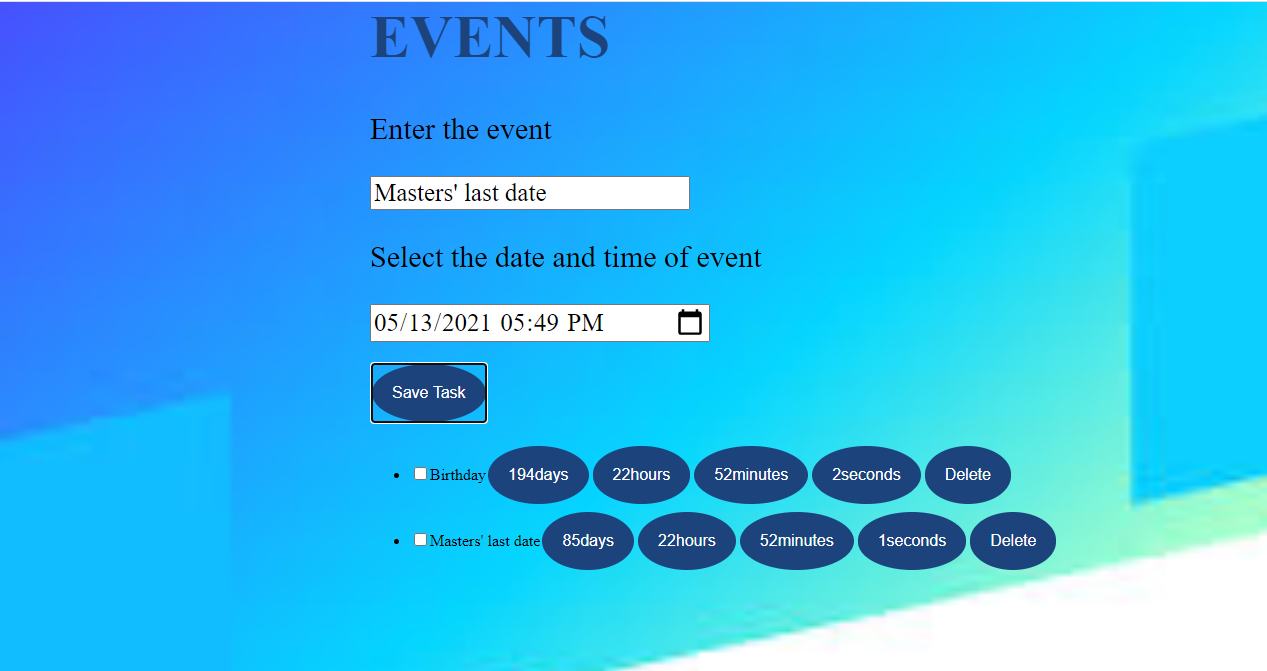 EVENTS
Enter the event
Masters' last date
Select the date and time of event
05/13/2021 05:49 PM
Save Task
Birthday 194days 22hours 52minutes 2seconds Delete
Masters' last date 85days 22hours 52minutes 1seconds Delete